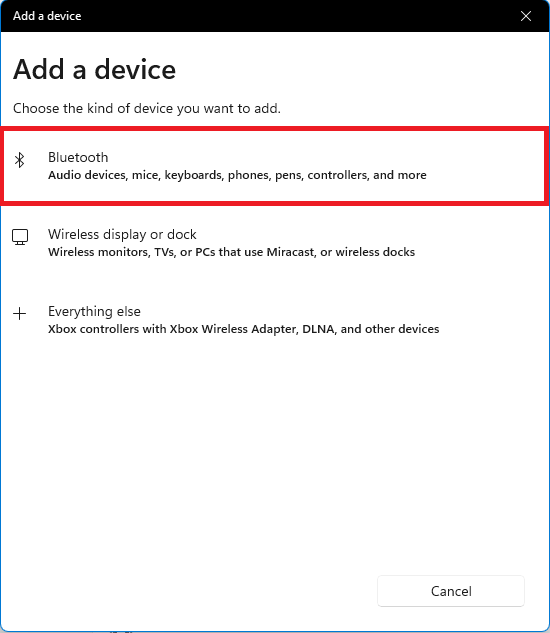 Add a device
Add a device
Choose the kind of device you want to add.
Bluetooth
Audio devices, mice, keyboards, phones, pens, controllers, and more
Wireless display or dock
Wireless monitors, TVs, or PCs that use Miracast, or wireless docks
Everything else
Xbox controllers with Xbox Wireless Adapter, DLNA, and other devices
Cancel